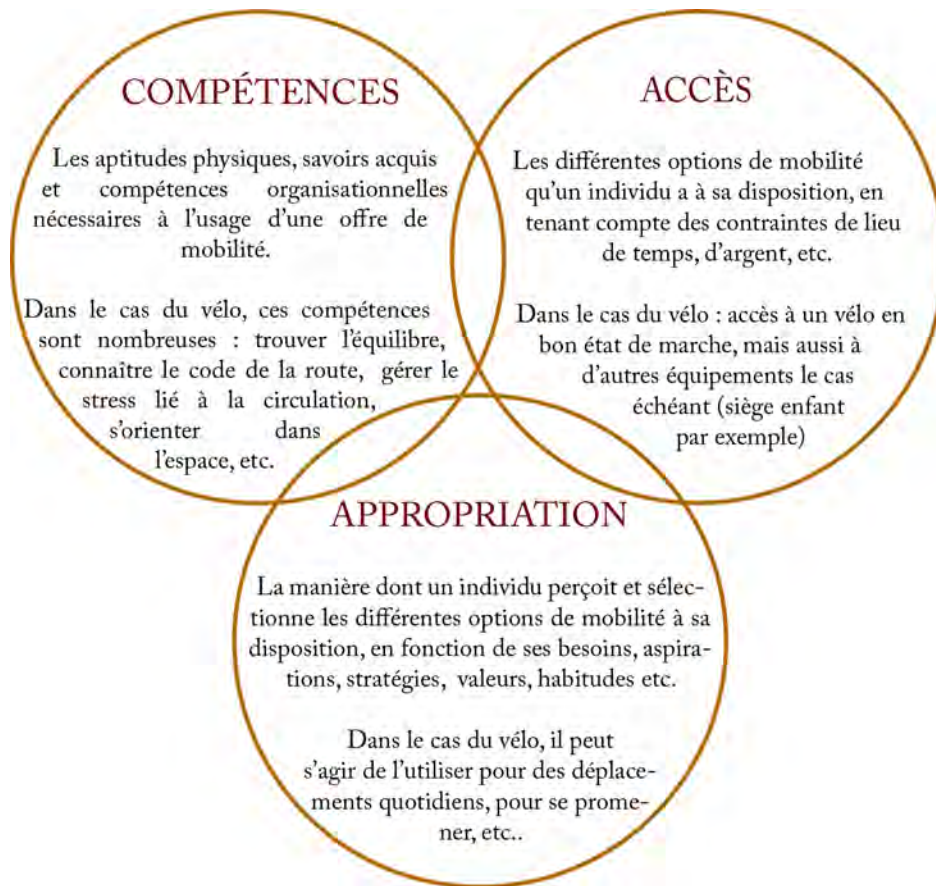 COMPÉTENCES
Les aptitudes physiques, savoirs acquis
et compétences organisationnelles
nécessaires à l'usage d'une offre de
mobilité.
Dans le cas du vélo, ces compétences
sont nombreuses : trouver l'équilibre,
connaître le code de la route, gérer le
stress lié à la circulation,
s'orienter dans
l'espace, etc.
ACCÈS
Les différentes options de mobilité
qu'un individu a à sa disposition, en
tenant compte des contraintes de lieu
de temps, d'argent, etc.
Dans le cas du vélo : accès à un vélo en
bon état de marche, mais aussi à
d'autres équipements le cas
échéant (siège enfant
par exemple)
APPROPRIATION
La manière dont un individu perçoit et sélec-
tionne les différentes options de mobilité à sa
disposition, en fonction de ses besoins, aspira-
tions, stratégies, valeurs, habitudes etc.
Dans le cas du vélo, il peut
s'agir de l'utiliser pour des déplace-
ments quotidiens, pour se prome-
ner, etc..